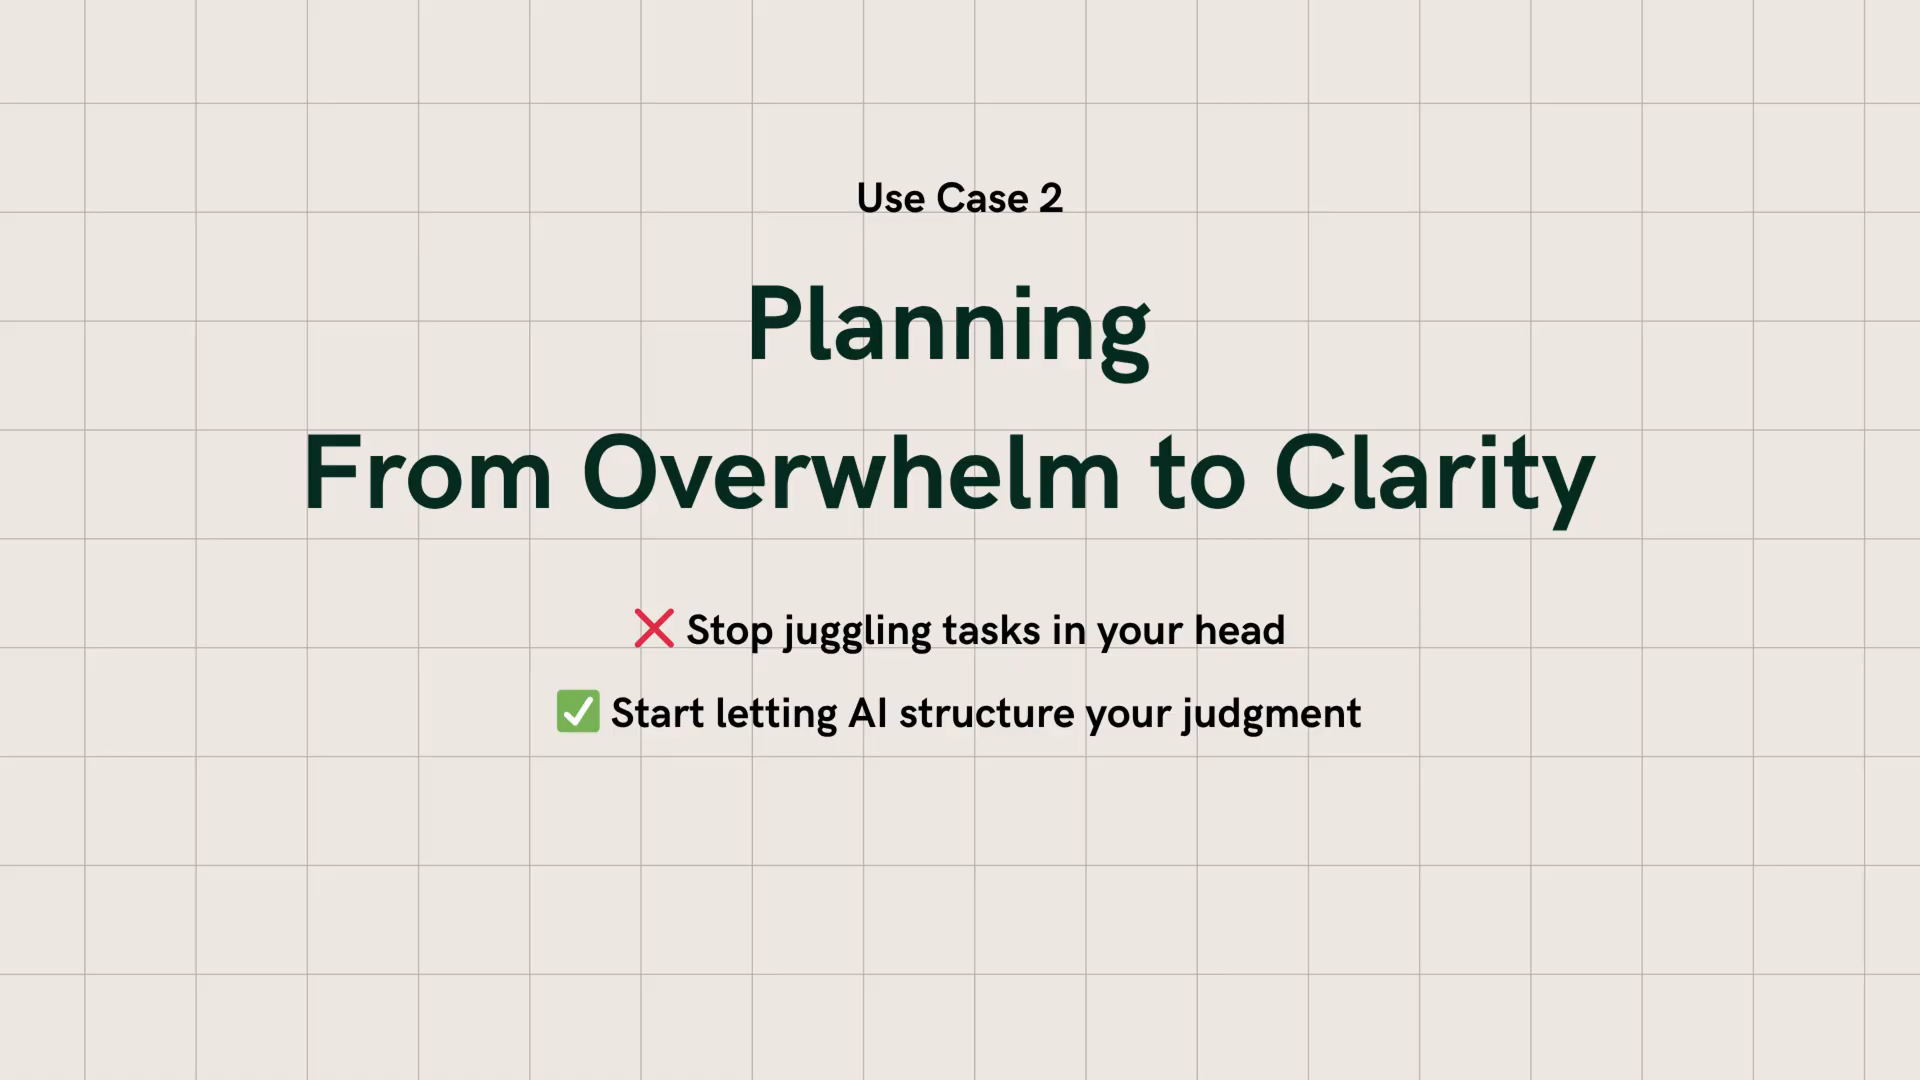 Use Case 2
Planning
From Overwhelm to Clarity
❌ Stop juggling tasks in your head
✅ Start letting AI structure your judgment